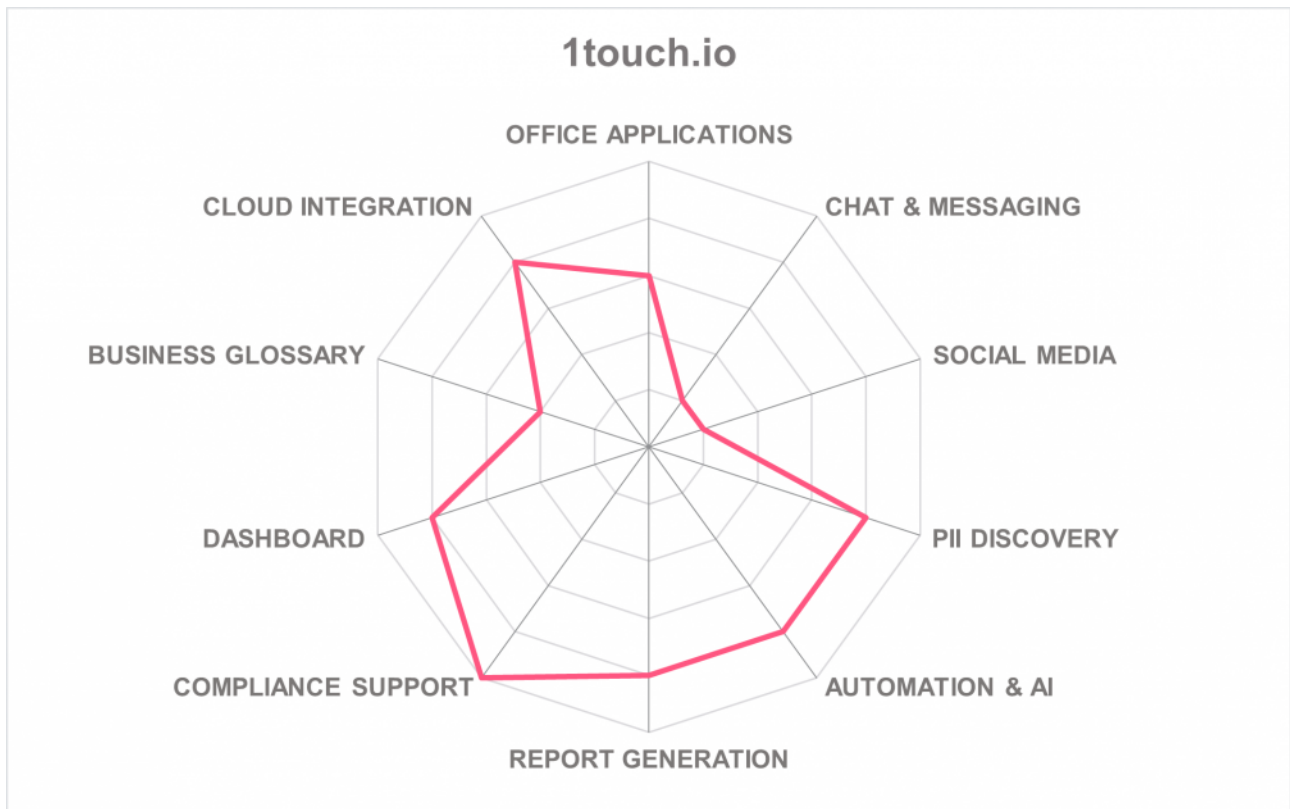 1touch.io
OFFICE APPLICATIONS
CLOUD INTEGRATION
CHAT & MESSAGING
BUSINESS GLOSSARY
SOCIAL MEDIA
DASHBOARD
PII DISCOVERY
COMPLIANCE SUPPORT
AUTOMATION & AI
REPORT GENERATION